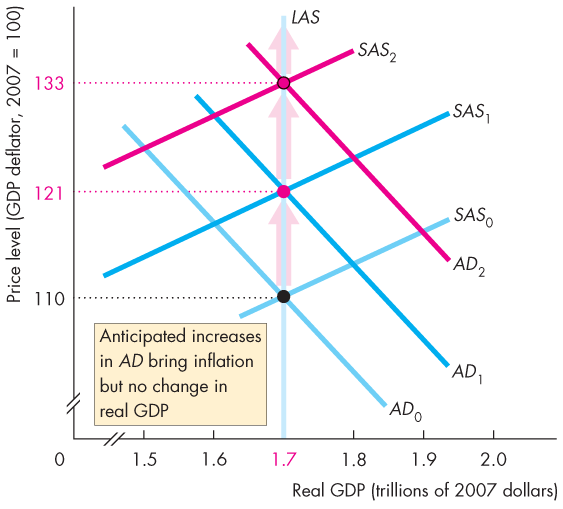 Price level (GDP deflator, 2007 = 100)
LAS
SAS2
133
SAS1
121
SAS0
AD2
110
Anticipated increases
in AD bring inflation
but no change in
real GDP
AD1
AD0
0 1.5 1.6 1.7 1.8 1.9 2.0
Real GDP (trillions of 2007 dollars)